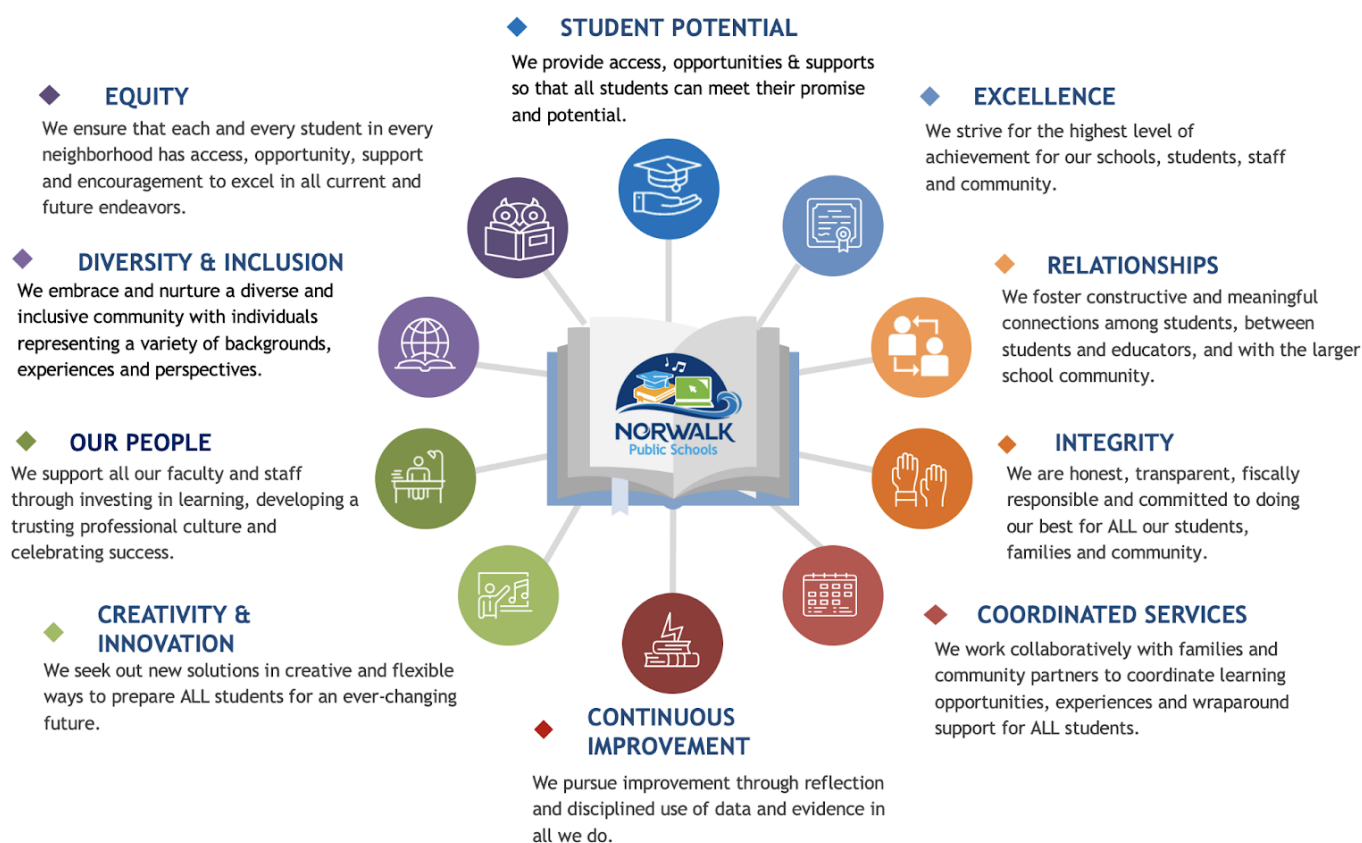 STUDENT POTENTIAL
We provide access, opportunities & supports
so that all students can meet their promise
and potential.
EQUITY
We ensure that each and every student in every
neighborhood has access, opportunity, support
and encouragement to excel in all current and
future endeavors.
EXCELLENCE
We strive for the highest level of
achievement for our schools, students, staff
and community.
DIVERSITY & INCLUSION
We embrace and nurture a diverse and
inclusive community with individuals
representing a variety of backgrounds,
experiences and perspectives.
RELATIONSHIPS
We foster constructive and meaningful
connections among students, between
students and educators, and with the larger
school community.
NORWALK
Public Schools
OUR PEOPLE
We support all our faculty and staff
through investing in learning, developing a
trusting professional culture and
celebrating success.
INTEGRITY
We are honest, transparent, fiscally
responsible and committed to doing
our best for ALL our students,
families and community.
CREATIVITY &
INNOVATION
We seek out new solutions in creative and flexible
ways to prepare ALL students for an ever-changing
future.
COORDINATED SERVICES
We work collaboratively with families and
community partners to coordinate learning
opportunities, experiences and wraparound
support for ALL students.
CONTINUOUS
IMPROVEMENT
We pursue improvement through reflection
and disciplined use of data and evidence in
all we do.